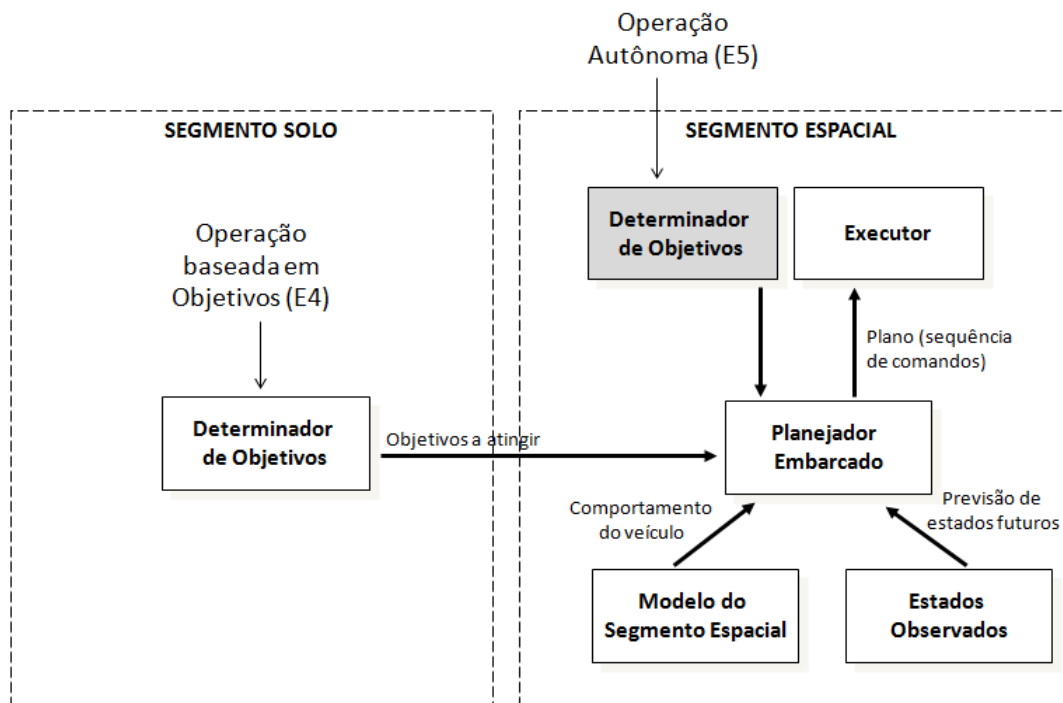 Operação
Autônoma (E5)
SEGMENTO SOLO
SEGMENTO ESPACIAL
Determinador
de Objetivos
Executor
Operação
baseada em
Objetivos (E4)
Plano (sequência
de comandos)
Determinador
de Objetivos
Objetivos a atingir
Planejador
Embarcado
Comportamento
do veículo
Previsão de
estados futuros
Modelo do
Segmento Espacial
Estados
Observados